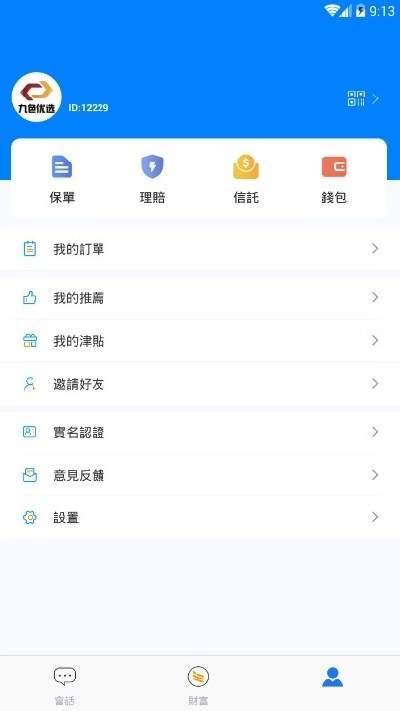 9:13
九色优选
ID:12229
保單
理賠
信託
錢包
我的訂單
我的推薦
我的津貼
邀請好友
實名認證
意見反饋
設置
會話
財富